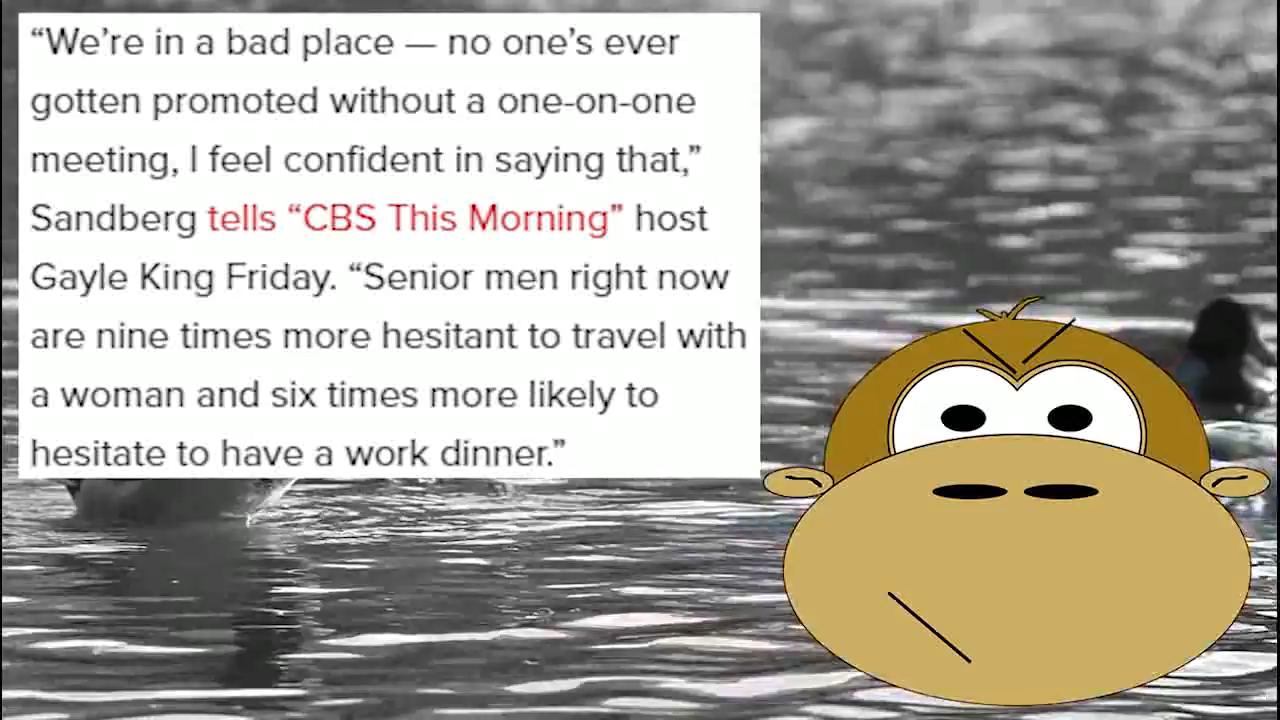 “We’re in a bad place — no one’s ever
gotten promoted without a one-on-one
meeting, I feel confident in saying that,”
Sandberg tells “CBS This Morning” host
Gayle King Friday. “Senior men right now
are nine times more hesitant to travel with
a woman and six times more likely to
hesitate to have a work dinner.”